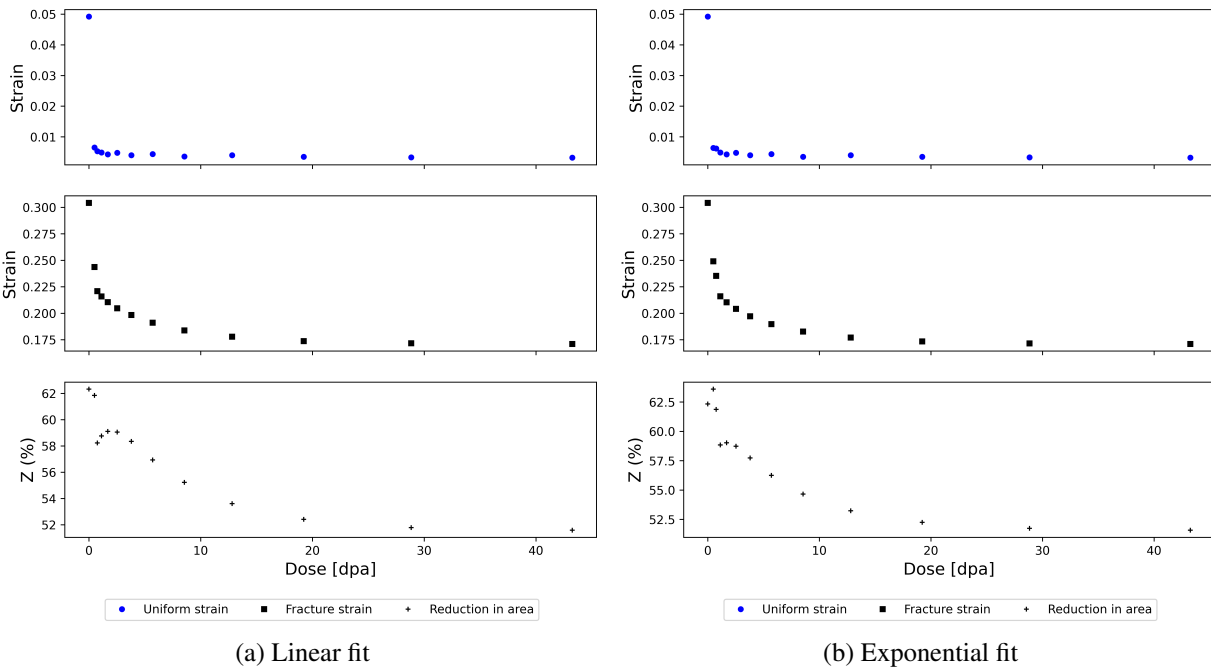 0.05
0.04
0.03
0.02
0.01
Strain
0.300
0.275
0.250
0.225
0.200
0.175
Strain
62
60
58
56
54
52
Z (%)
0 10 20 30 40
Dose [dpa]
Uniform strain Fracture strain Reduction in area
(a) Linear fit
0.05
0.04
0.03
0.02
0.01
Strain
0.300
0.275
0.250
0.225
0.200
0.175
Strain
62.5
60.0
57.5
55.0
52.5
Z (%)
0 10 20 30 40
Dose [dpa]
Uniform strain Fracture strain Reduction in area
(b) Exponential fit